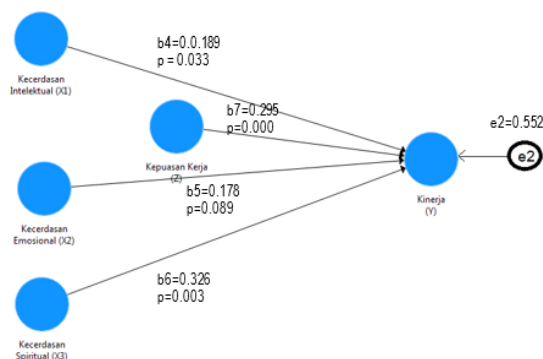 b4=0.0.189
p = 0.033
Kecerdasan
Intelektual (X1)
b7=0.295
p=0.000
Kepuasan Kerja
(Z)
e2=0.552
e2
Kinerja
(Y)
b5=0.178
p=0.089
Kecerdasan
Emosional (X2)
b6=0.326
p=0.003
Kecerdasan
Spiritual (X3)